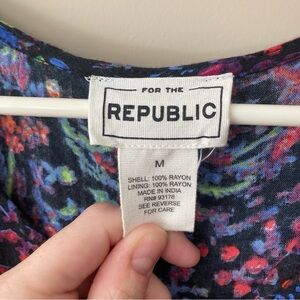 FOR THE
REPUBLIC
M
SHELL: 100% RAYON
LINING: 100% RAYON
MADE IN INDIA
RN# 93178
SEE REVERSE
FOR CARE